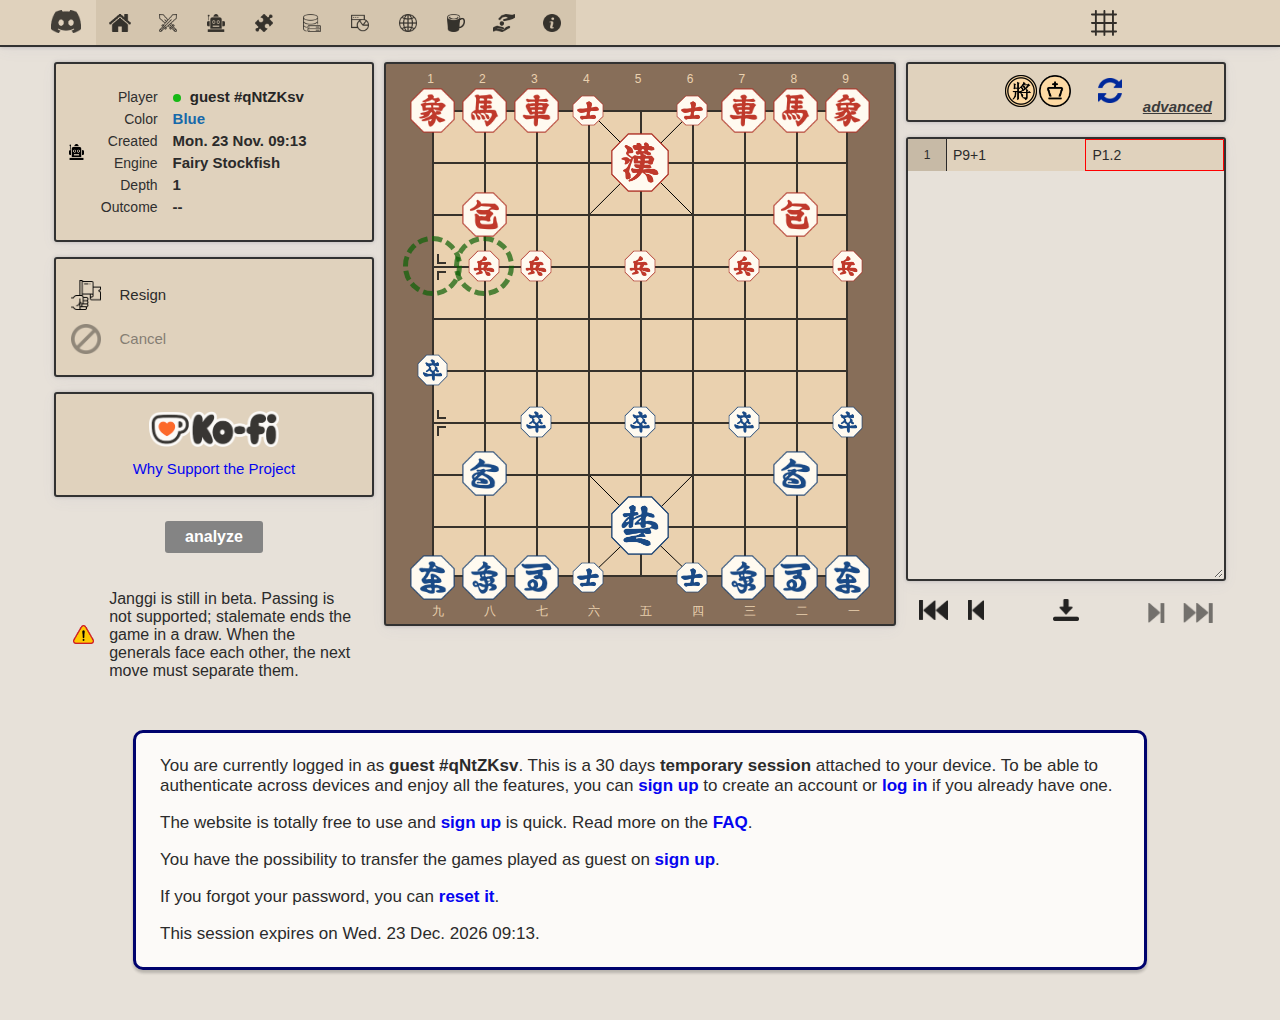 Player guest #qNtZKsv
Color Blue
Created Mon. 23 Nov. 09:13
Engine Fairy Stockfish
Depth 1
Outcome --
Resign
Cancel
Ko-fi
Why Support the Project
analyze
Janggi is still in beta. Passing is
not supported; stalemate ends the
game in a draw. When the
generals face each other, the next
move must separate them.
1 2 3 4 5 6 7 8 9
象 馬 車 士 士 車 馬 象
漢
包 包
兵 兵 兵 兵 兵
卒
卒 卒 卒 卒
包 包
楚
象 車 馬 士 士 車 馬 象
九 八 七 六 五 四 三 二 一
將
advanced
1 P9+1 P1.2
You are currently logged in as guest #qNtZKsv. This is a 30 days temporary session attached to your device. To be able to
authenticate across devices and enjoy all the features, you can sign up to create an account or log in if you already have one.
The website is totally free to use and sign up is quick. Read more on the FAQ.
You have the possibility to transfer the games played as guest on sign up.
If you forgot your password, you can reset it.
This session expires on Wed. 23 Dec. 2026 09:13.